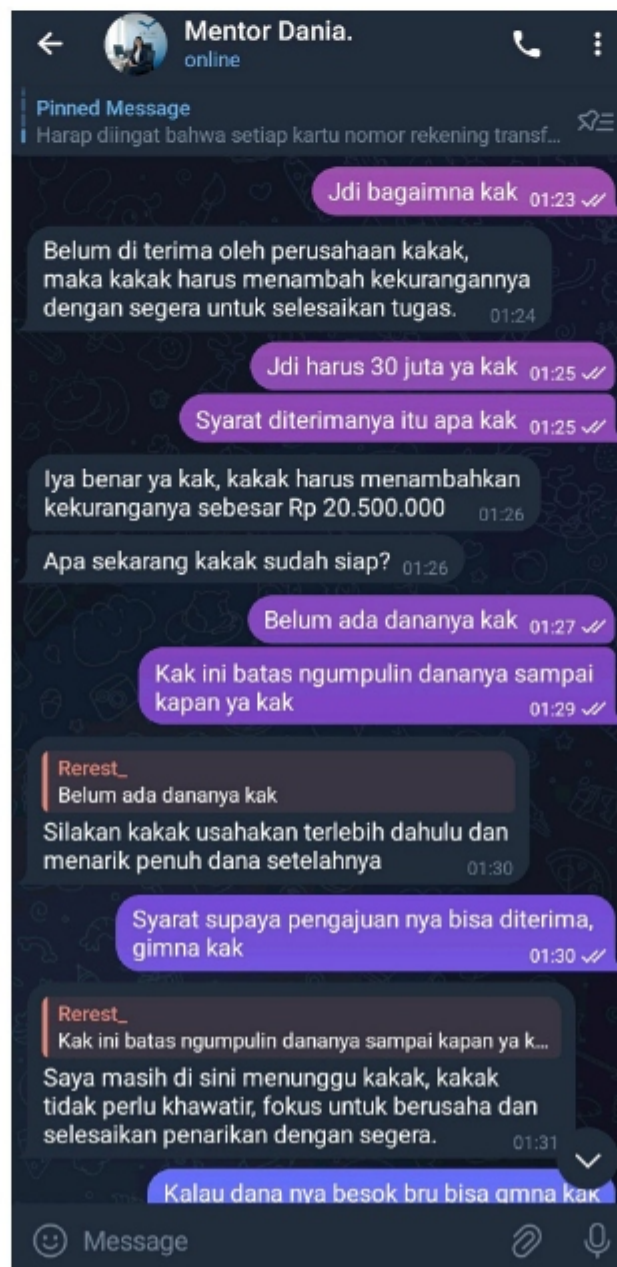 Mentor Dania.
online
Pinned Message
Harap diingat bahwa setiap kartu nomor rekening transf...
Jdi bagaimna kak 01:23
Belum di terima oleh perusahaan kakak,
maka kakak harus menambah kekurangannya
dengan segera untuk selesaikan tugas. 01:24
Jdi harus 30 juta ya kak 01:25
Syarat diterimanya itu apa kak 01:25
Iya benar ya kak, kakak harus menambahkan
kekuranganya sebesar Rp 20.500.000 01:26
Apa sekarang kakak sudah siap? 01:26
Belum ada dananya kak 01:27
Kak ini batas ngumpulin dananya sampai
kapan ya kak 01:29
Rerest_
Belum ada dananya kak
Silakan kakak usahakan terlebih dahulu dan
menarik penuh dana setelahnya 01:30
Syarat supaya pengajuan nya bisa diterima,
gimna kak 01:30
Rerest_
Kak ini batas ngumpulin dananya sampai kapan ya k...
Saya masih di sini menunggu kakak, kakak
tidak perlu khawatir, fokus untuk berusaha dan
selesaikan penarikan dengan segera. 01:31
Kalau dana nya besok bru bisa gmna kak
Message